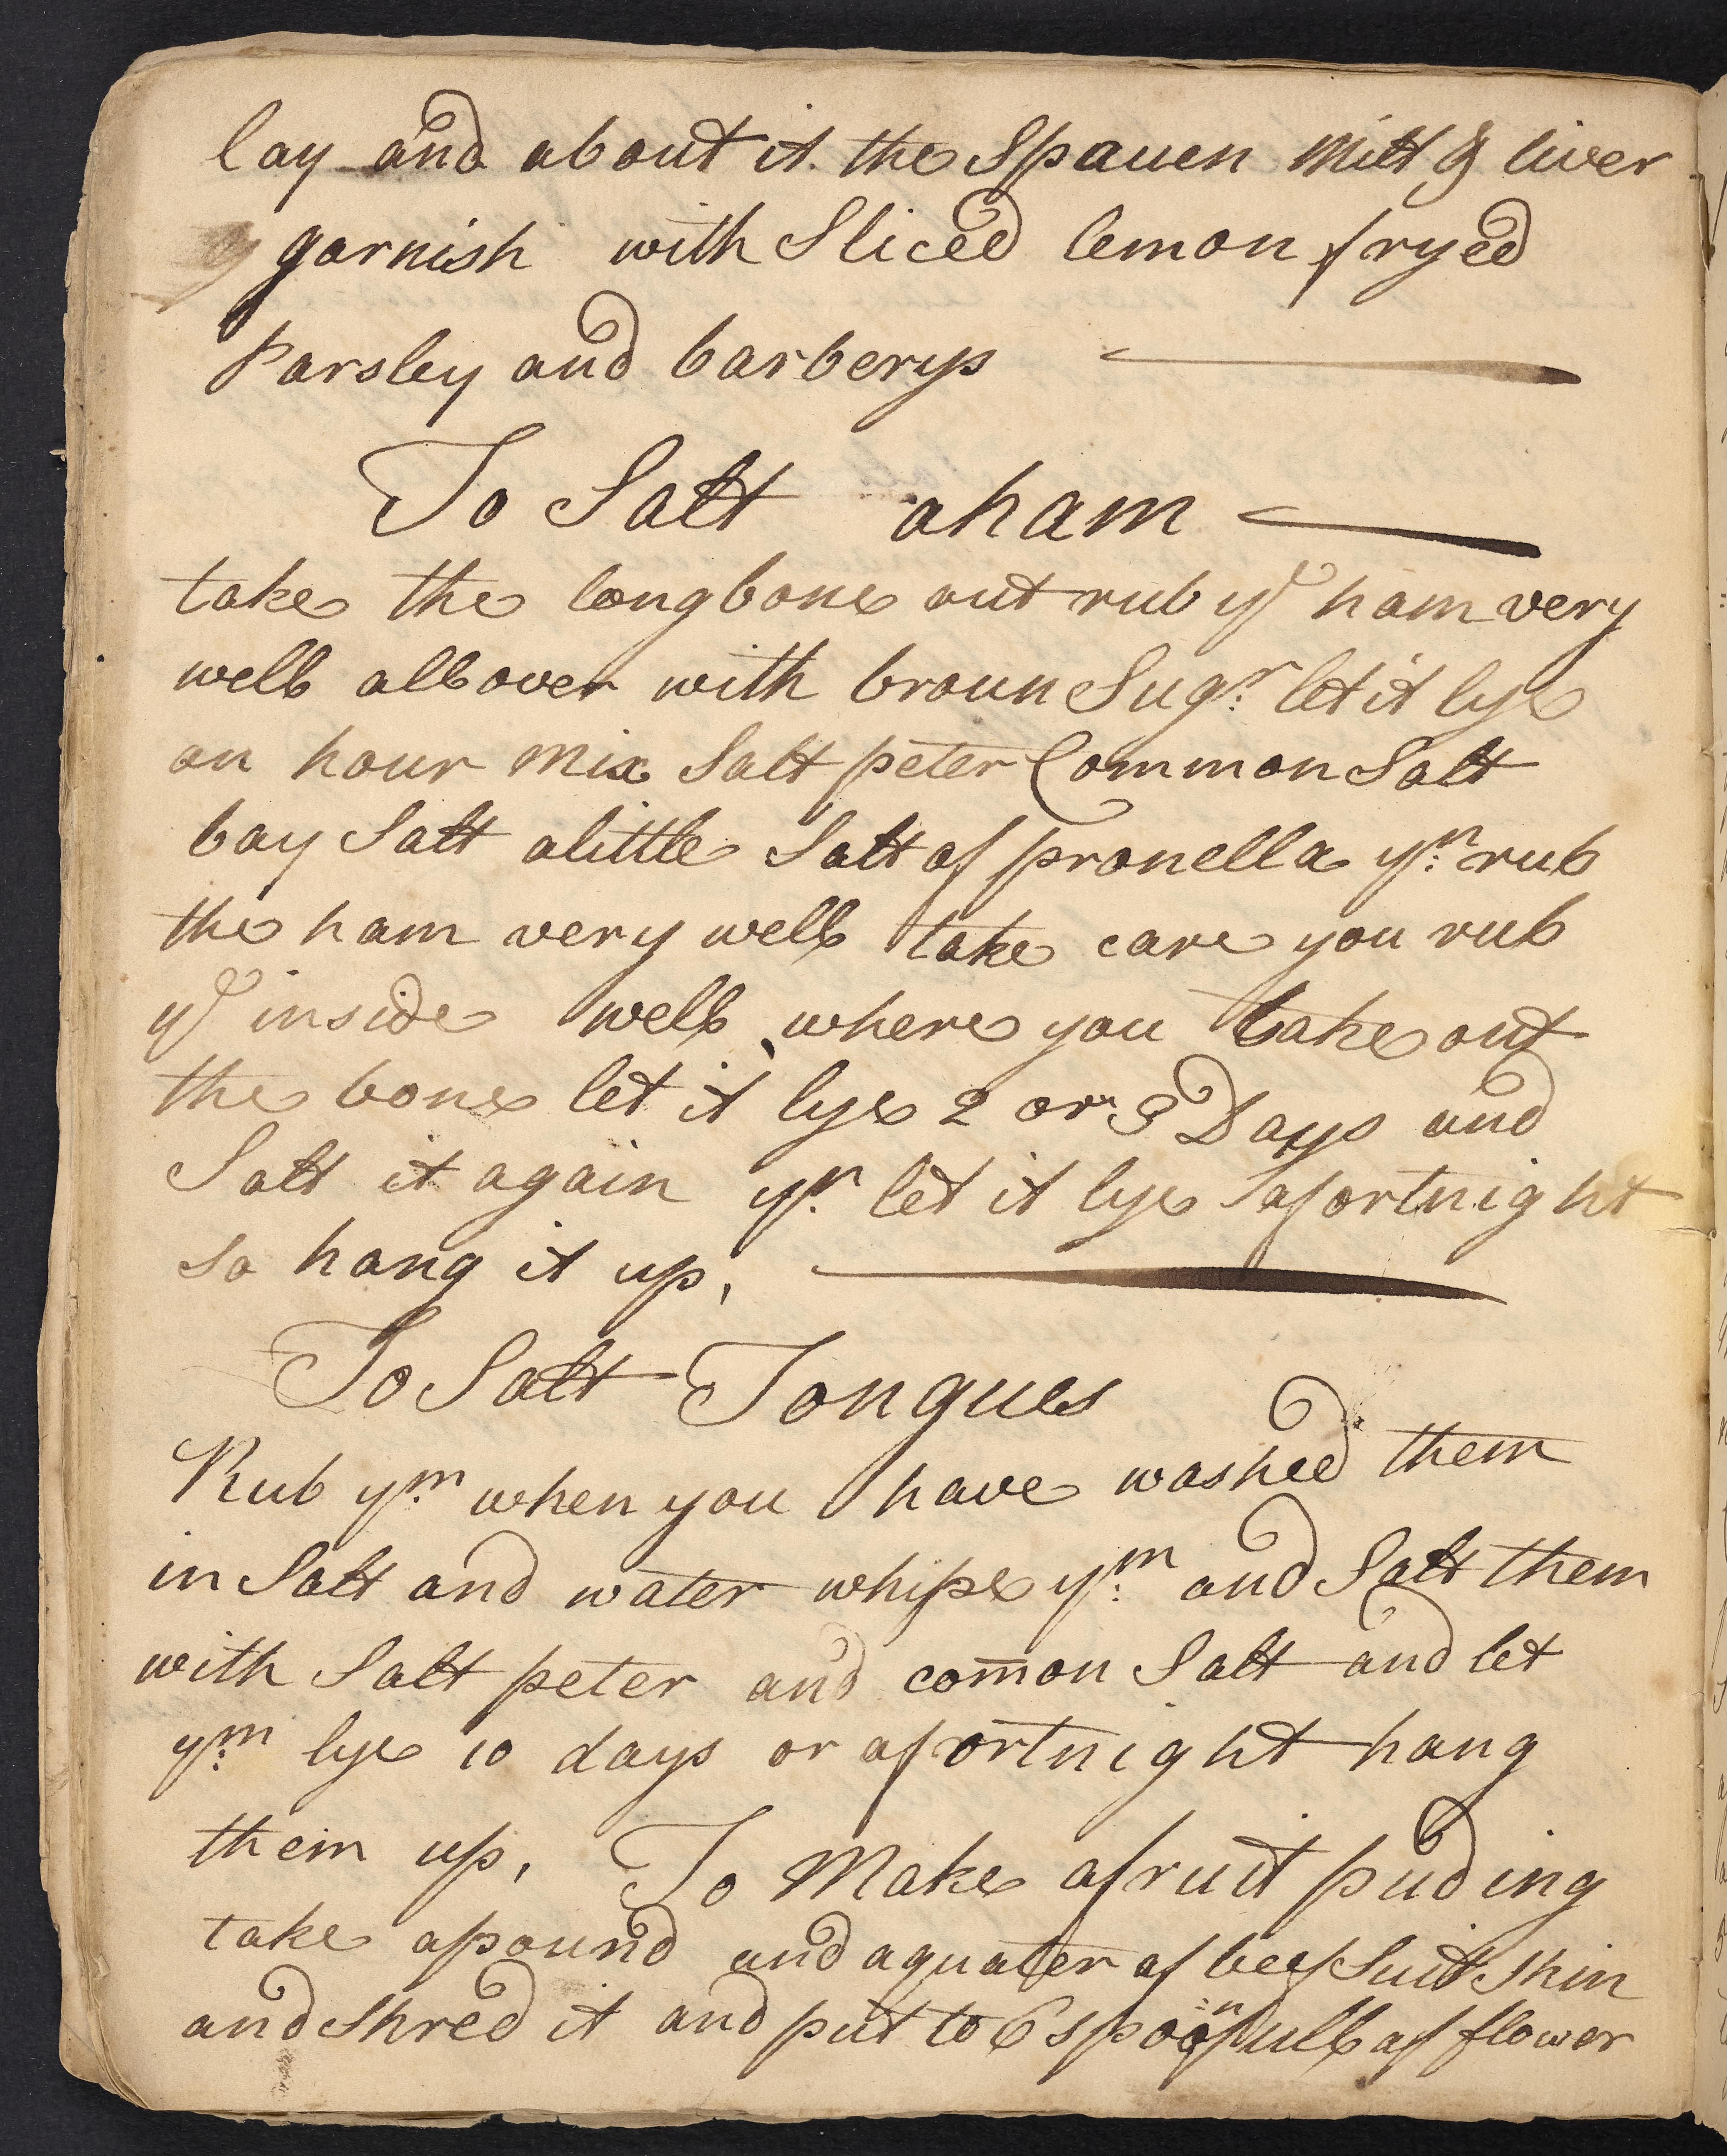 lay and about it the Spauen milt & liver
& garnish with Sliced lemon fryed
Parsley and barberys
To Salt aham
take the longbone out rub ye ham very
well allover with broun Sugr: let it lye
an hour mix Salt peter Common Salt
bay Salt alittle Salt of pronella yn: rub
the ham very well take care you rub
ye inside well where you take out
the bone let it lye 2 or 3 Days and
Salt it again yn: let it lye afortnight
so hang it up,
To Salt Tongues
Rub ym: when you have washed them
in Salt and water whipe ym: and Salt them
with Salt peter and com̄on Salt and let
ym: lye 10 days or afortnight hang
them up, To Make afruit puding
take apound and aquater of beef Suit Skin
and shred it and put to 6 spoonfull of flower